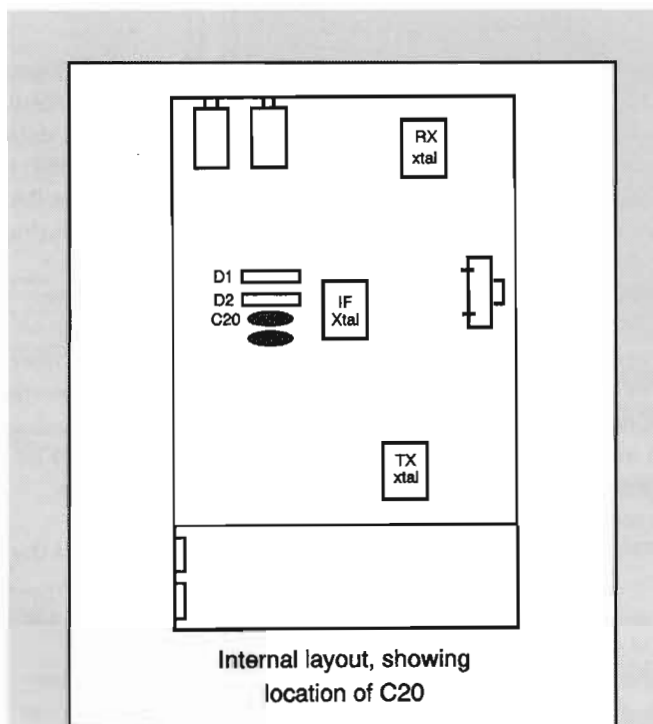 RX
xtal
D1
D2
C20
IF
Xtal
TX
xtal
Internal layout, showing
location of C20